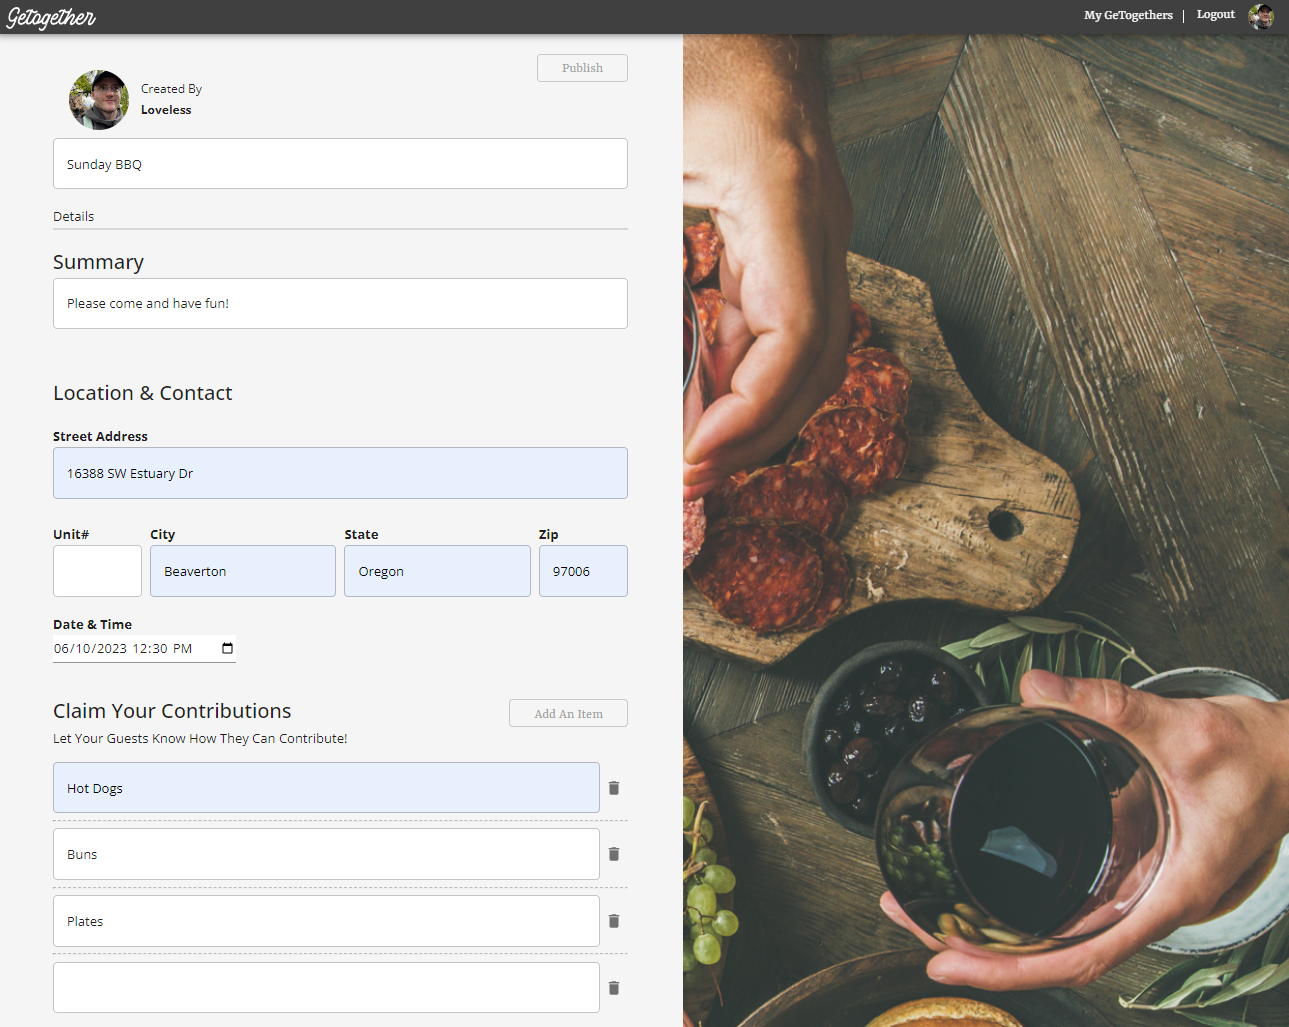 Getogether
My GeTogethers | Logout
Publish
Created By
Loveless
Sunday BBQ
Details
Summary
Please come and have fun!
Location & Contact
Street Address
16388 SW Estuary Dr
Unit# City State Zip
Beaverton Oregon 97006
Date & Time
06/10/2023 12:30 PM
Claim Your Contributions
Add An Item
Let Your Guests Know How They Can Contribute!
Hot Dogs
Buns
Plates